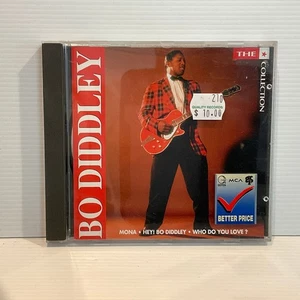 BO DIDDLEY
THE
COLLECTION
210
QUALITY RECORDS
$ 10.00
MCA
BETTER PRICE
MONA • HEY! BO DIDDLEY • WHO DO YOU LOVE?